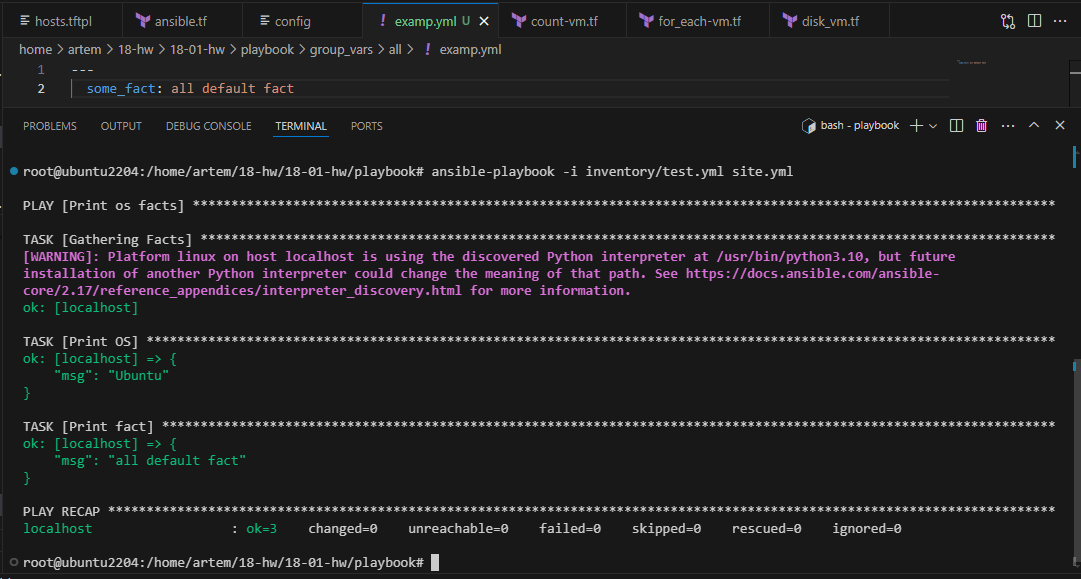 hosts.tftpl ansible.tf config ! examp.yml U count-vm.tf for_each-vm.tf disk_vm.tf
home > artem > 18-hw > 18-01-hw > playbook > group_vars > all > ! examp.yml
1 ---
2 some_fact: all default fact
PROBLEMS OUTPUT DEBUG CONSOLE TERMINAL PORTS bash - playbook
root@ubuntu2204:/home/artem/18-hw/18-01-hw/playbook# ansible-playbook -i inventory/test.yml site.yml
PLAY [Print os facts] ****************************************************************************************************************
TASK [Gathering Facts] ***************************************************************************************************************
[WARNING]: Platform linux on host localhost is using the discovered Python interpreter at /usr/bin/python3.10, but future
installation of another Python interpreter could change the meaning of that path. See https://docs.ansible.com/ansible-
core/2.17/reference_appendices/interpreter_discovery.html for more information.
ok: [localhost]
TASK [Print OS] **********************************************************************************************************************
ok: [localhost] => {
"msg": "Ubuntu"
}
TASK [Print fact] ********************************************************************************************************************
ok: [localhost] => {
"msg": "all default fact"
}
PLAY RECAP ***************************************************************************************************************************
localhost : ok=3 changed=0 unreachable=0 failed=0 skipped=0 rescued=0 ignored=0
root@ubuntu2204:/home/artem/18-hw/18-01-hw/playbook#